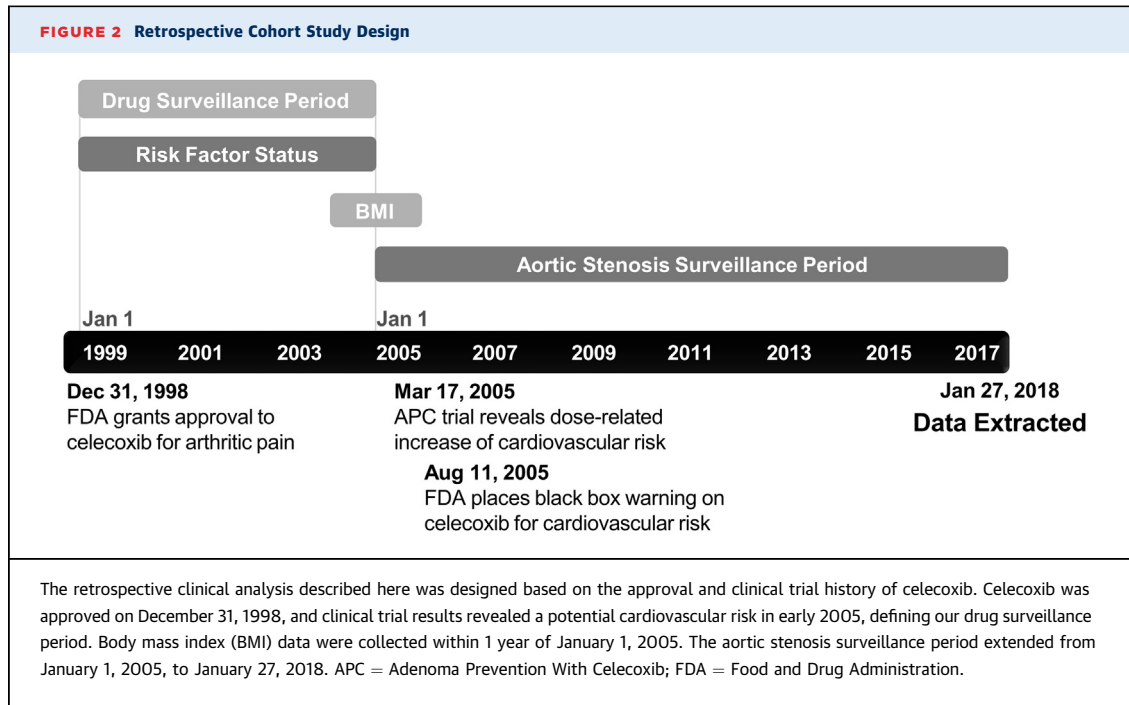 FIGURE 2 Retrospective Cohort Study Design
Drug Surveillance Period
Risk Factor Status
BMI
Aortic Stenosis Surveillance Period
Jan 1 Jan 1
1999 2001 2003 2005 2007 2009 2011 2013 2015 2017
Dec 31, 1998
FDA grants approval to
celecoxib for arthritic pain
Mar 17, 2005
APC trial reveals dose-related
increase of cardiovascular risk
Aug 11, 2005
FDA places black box warning on
celecoxib for cardiovascular risk
Jan 27, 2018
Data Extracted
The retrospective clinical analysis described here was designed based on the approval and clinical trial history of celecoxib. Celecoxib was
approved on December 31, 1998, and clinical trial results revealed a potential cardiovascular risk in early 2005, defining our drug surveillance
period. Body mass index (BMI) data were collected within 1 year of January 1, 2005. The aortic stenosis surveillance period extended from
January 1, 2005, to January 27, 2018. APC = Adenoma Prevention With Celecoxib; FDA = Food and Drug Administration.